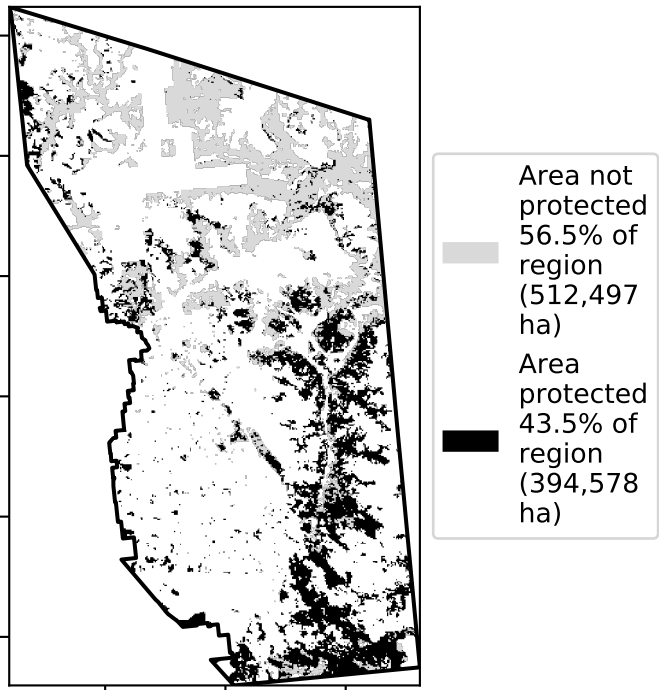 Area not
protected
56.5% of
region
(512,497
ha)
Area
protected
43.5% of
region
(394,578
ha)